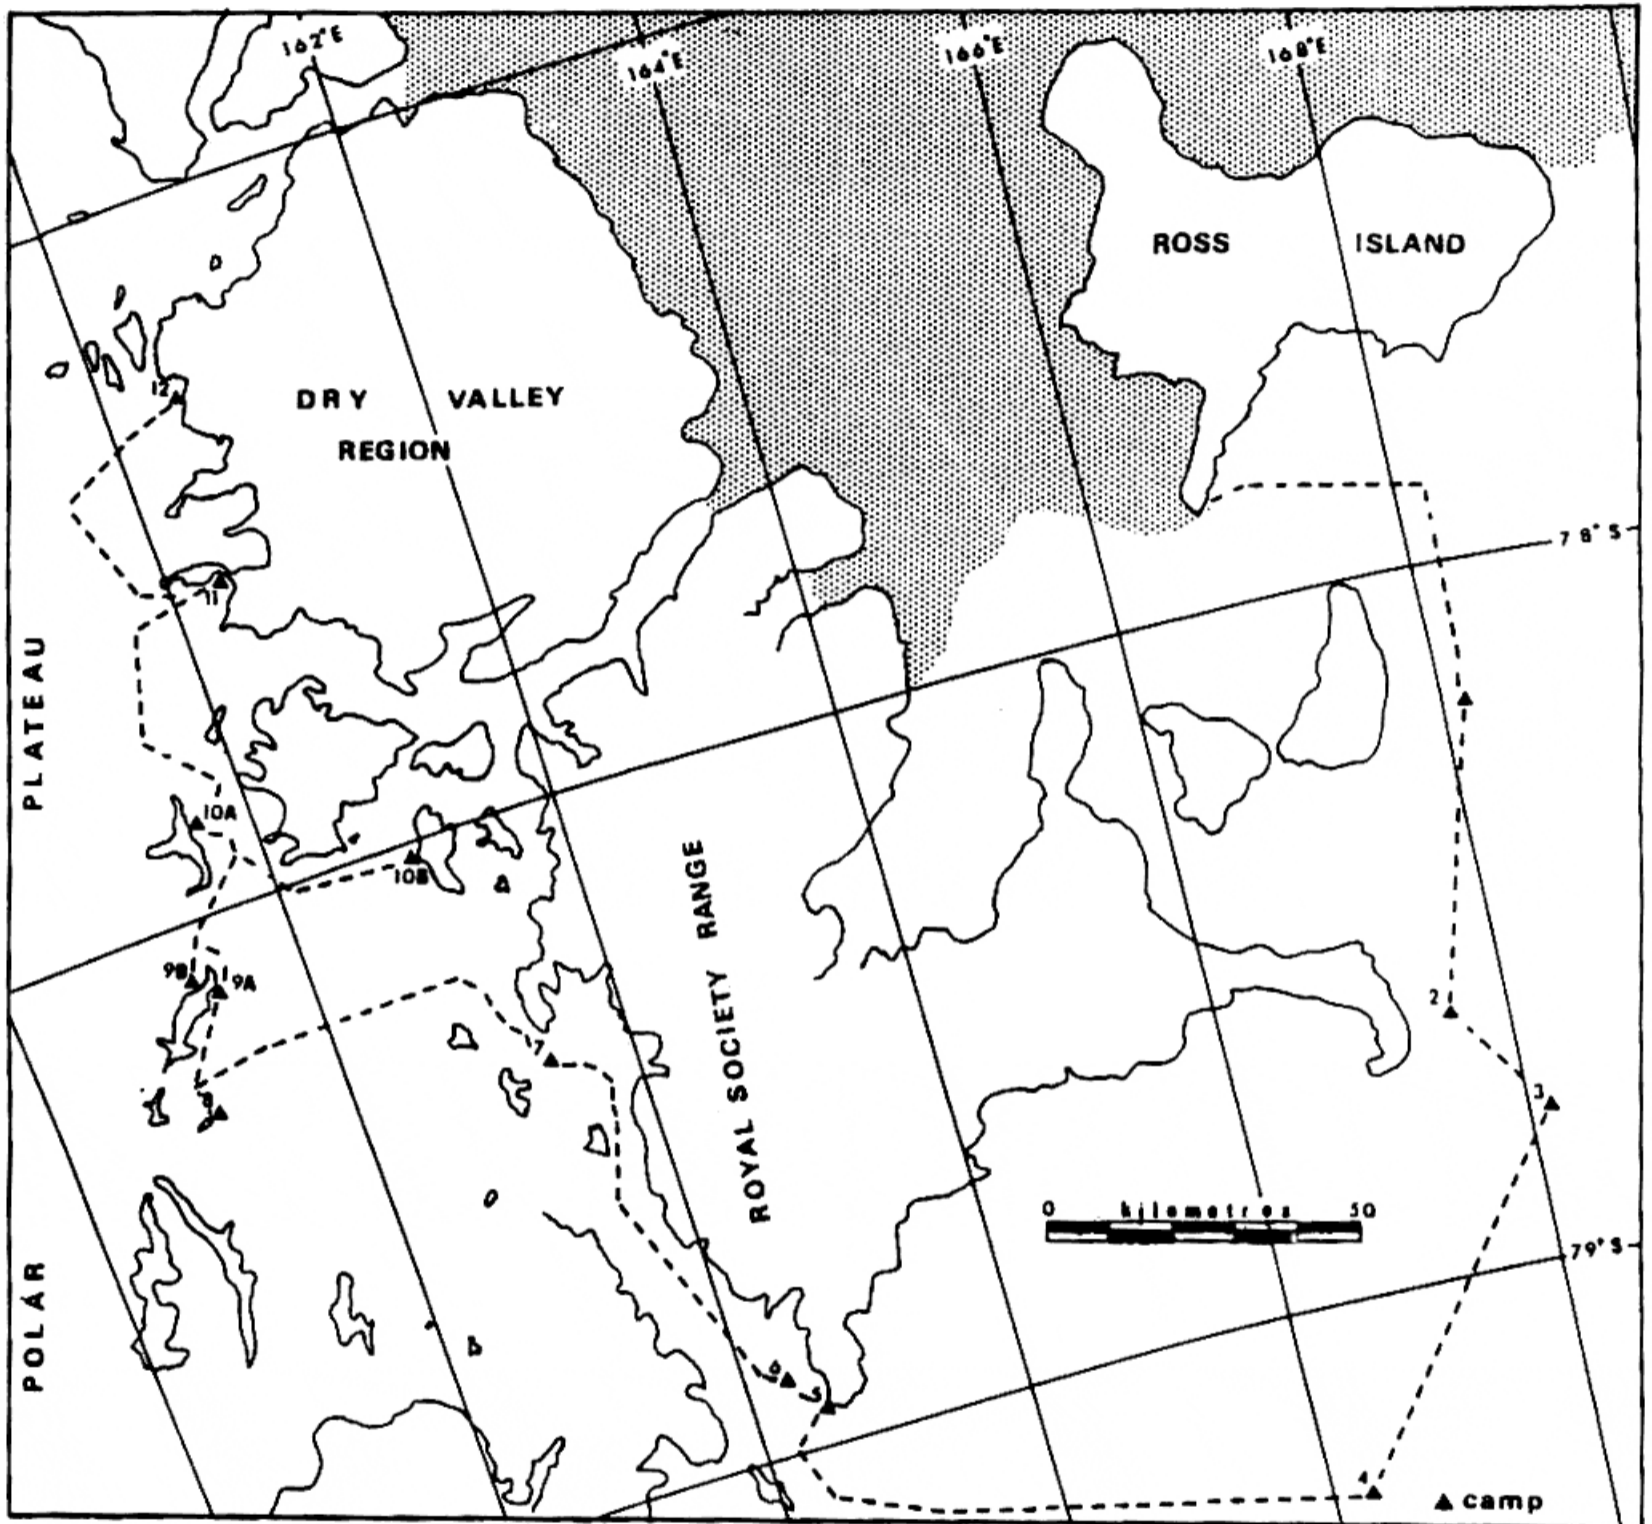 162°E
164°E
166°E
168°E
ROSS ISLAND
DRY VALLEY
REGION
12
11
78°S
PLATEAU
10A
10B
9B
9A
ROYAL SOCIETY RANGE
2
7
8
3
0 kilometres 50
79°S
POLAR
6
5
4
camp